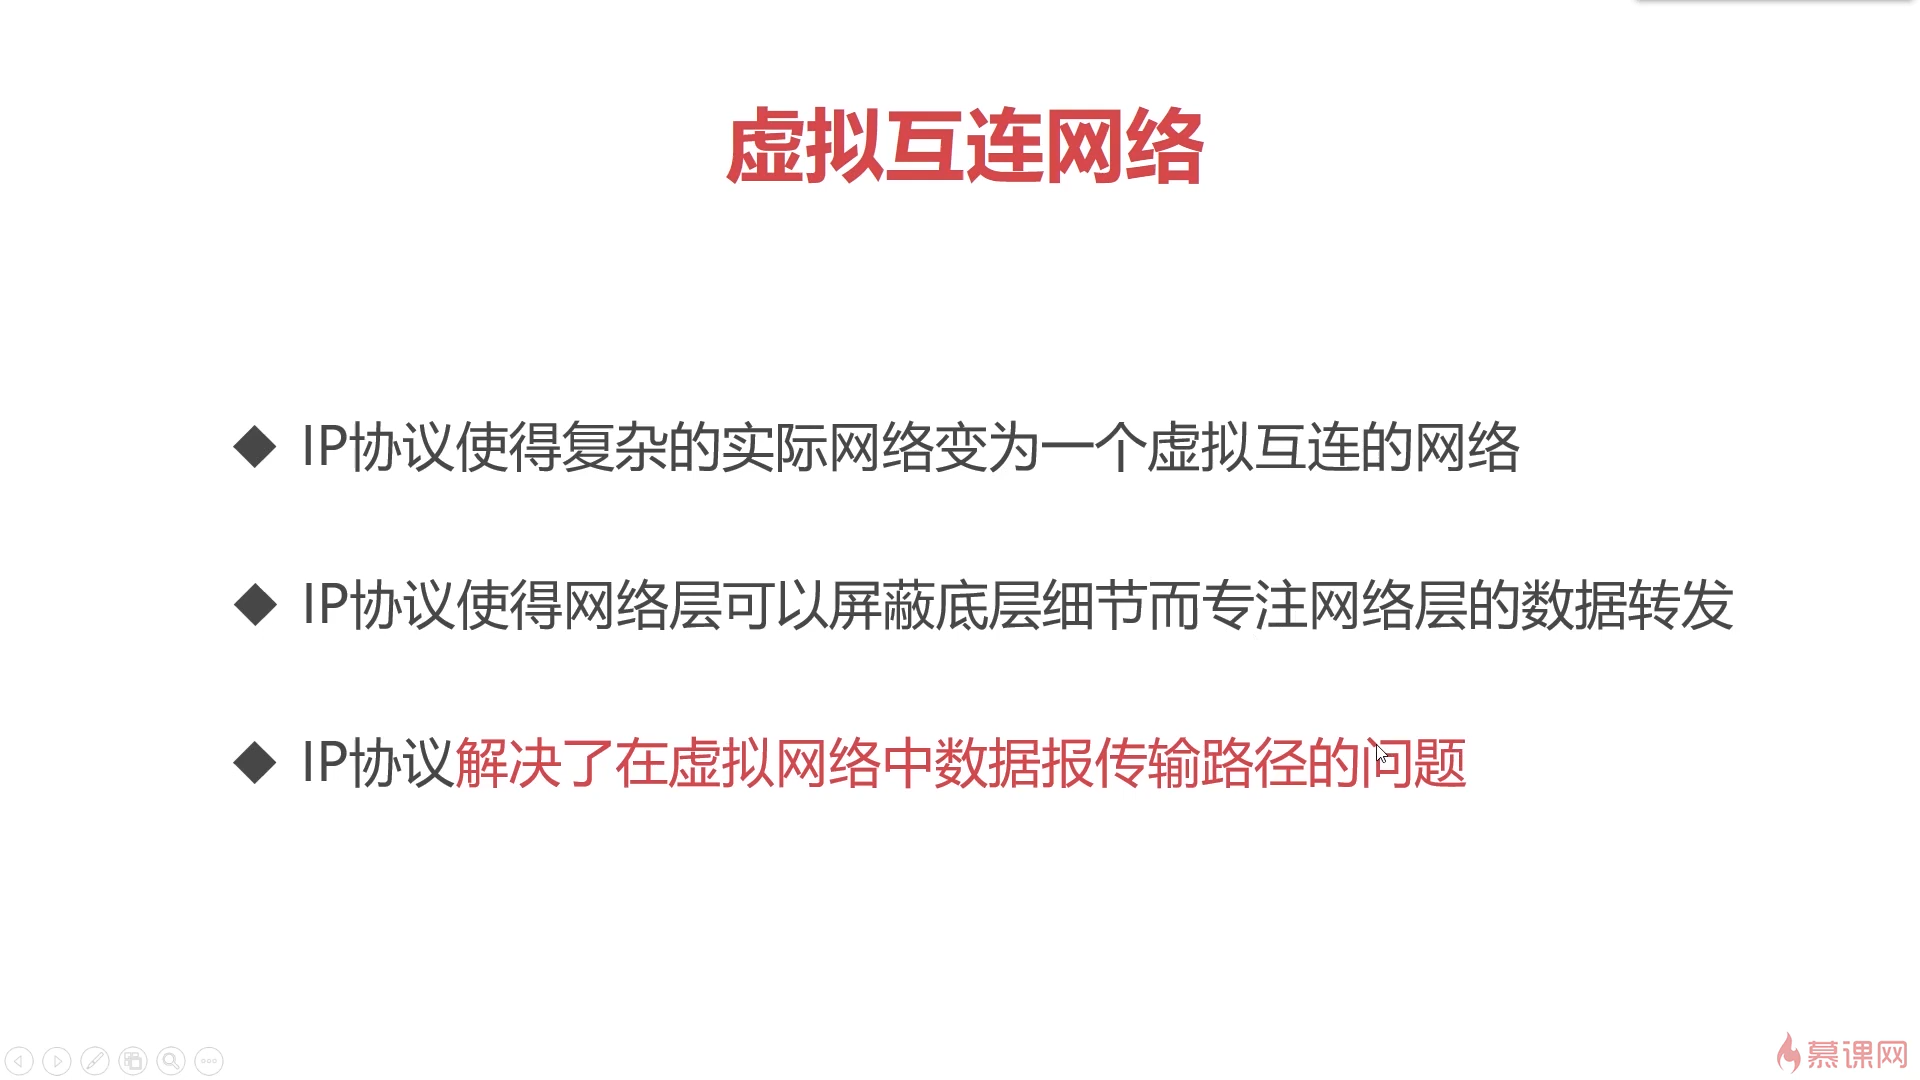 虚拟互连网络
◆ IP协议使得复杂的实际网络变为一个虚拟互连的网络
◆ IP协议使得网络层可以屏蔽底层细节而专注网络层的数据转发
◆ IP协议解决了在虚拟网络中数据报传输路径的问题
慕课网